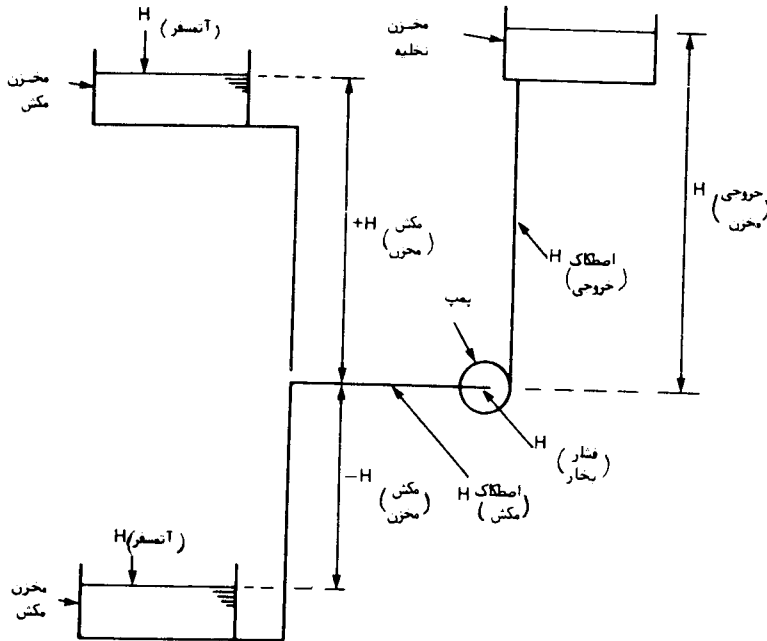 H (آتمسفر)
مخزن
مکش
مخزن
تخلیه
+H (مکش
مخزن)
H (خروجی
مخزن)
H اصطکاک
(خروجی)
پمپ
H (فشار
بخار)
H اصطکاک
(مکش)
−H (مکش
مخزن)
H (آتمسفر)
مخزن
مکش